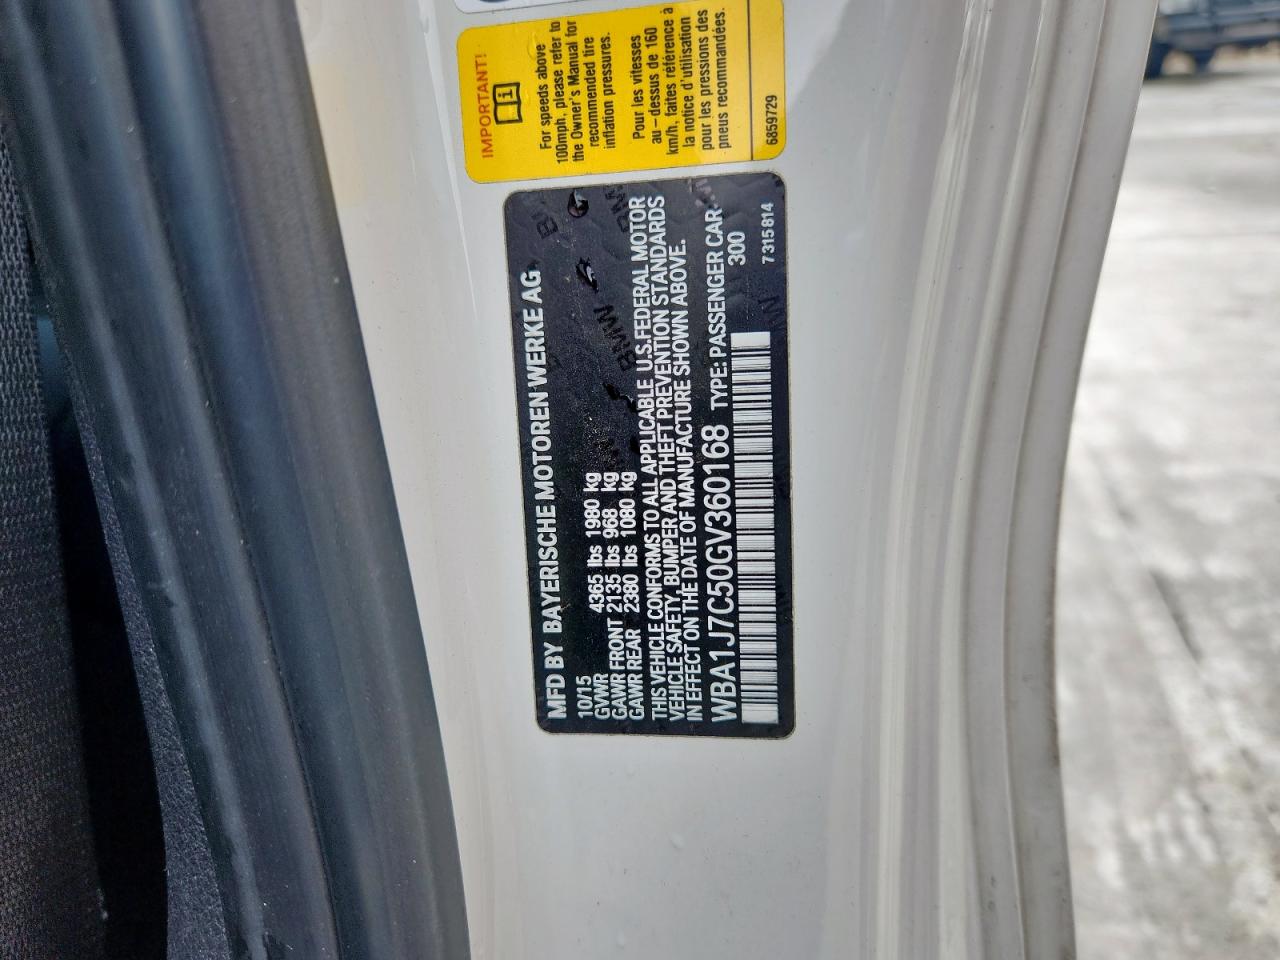 IMPORTANT!
For speeds above
100mph, please refer to
the Owner's Manual for
recommended tire
inflation pressures.
Pour les vitesses
au-dessus de 160
km/h, faites référence à
la notice d'utilisation
pour les pressions des
pneus recommandées.
6859729
MFD BY BAYERISCHE MOTOREN WERKE AG
10/15
GVWR 4365 lbs 1980 kg
GAWR FRONT 2135 lbs 968 kg
GAWR REAR 2380 lbs 1080 kg
THIS VEHICLE CONFORMS TO ALL APPLICABLE U.S.FEDERAL MOTOR
VEHICLE SAFETY, BUMPER AND THEFT PREVENTION STANDARDS
IN EFFECT ON THE DATE OF MANUFACTURE SHOWN ABOVE.
WBA1J7C50GV360168 TYPE: PASSENGER CAR
300
7315814
BMW